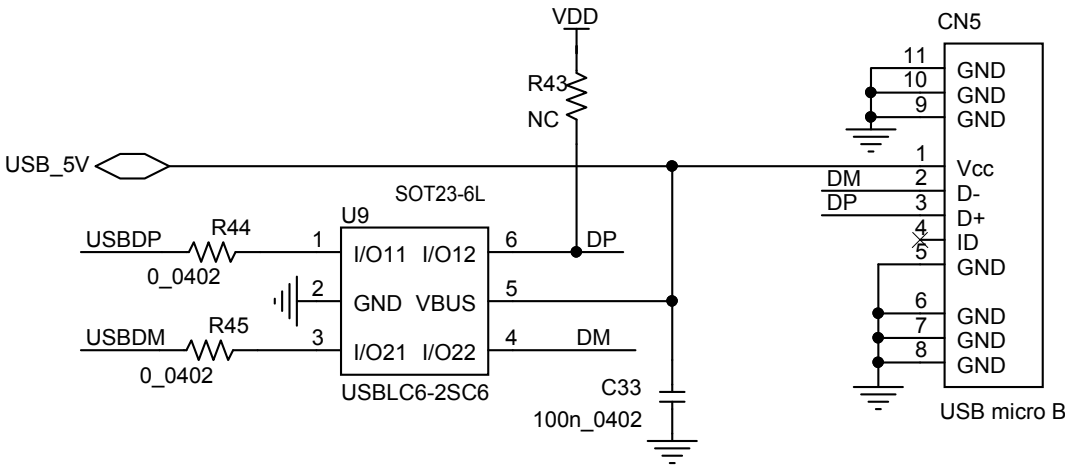 VDD
CN5
R43
NC
11 GND
10 GND
9 GND
USB_5V
1 Vcc
DM 2 D-
DP 3 D+
4 ID
5 GND
6 GND
7 GND
8 GND
USB micro B
SOT23-6L
U9
USBDP R44 1 I/O11 I/O12 6 DP
0_0402
2 GND VBUS 5
USBDM R45 3 I/O21 I/O22 4 DM
0_0402
USBLC6-2SC6
C33
100n_0402